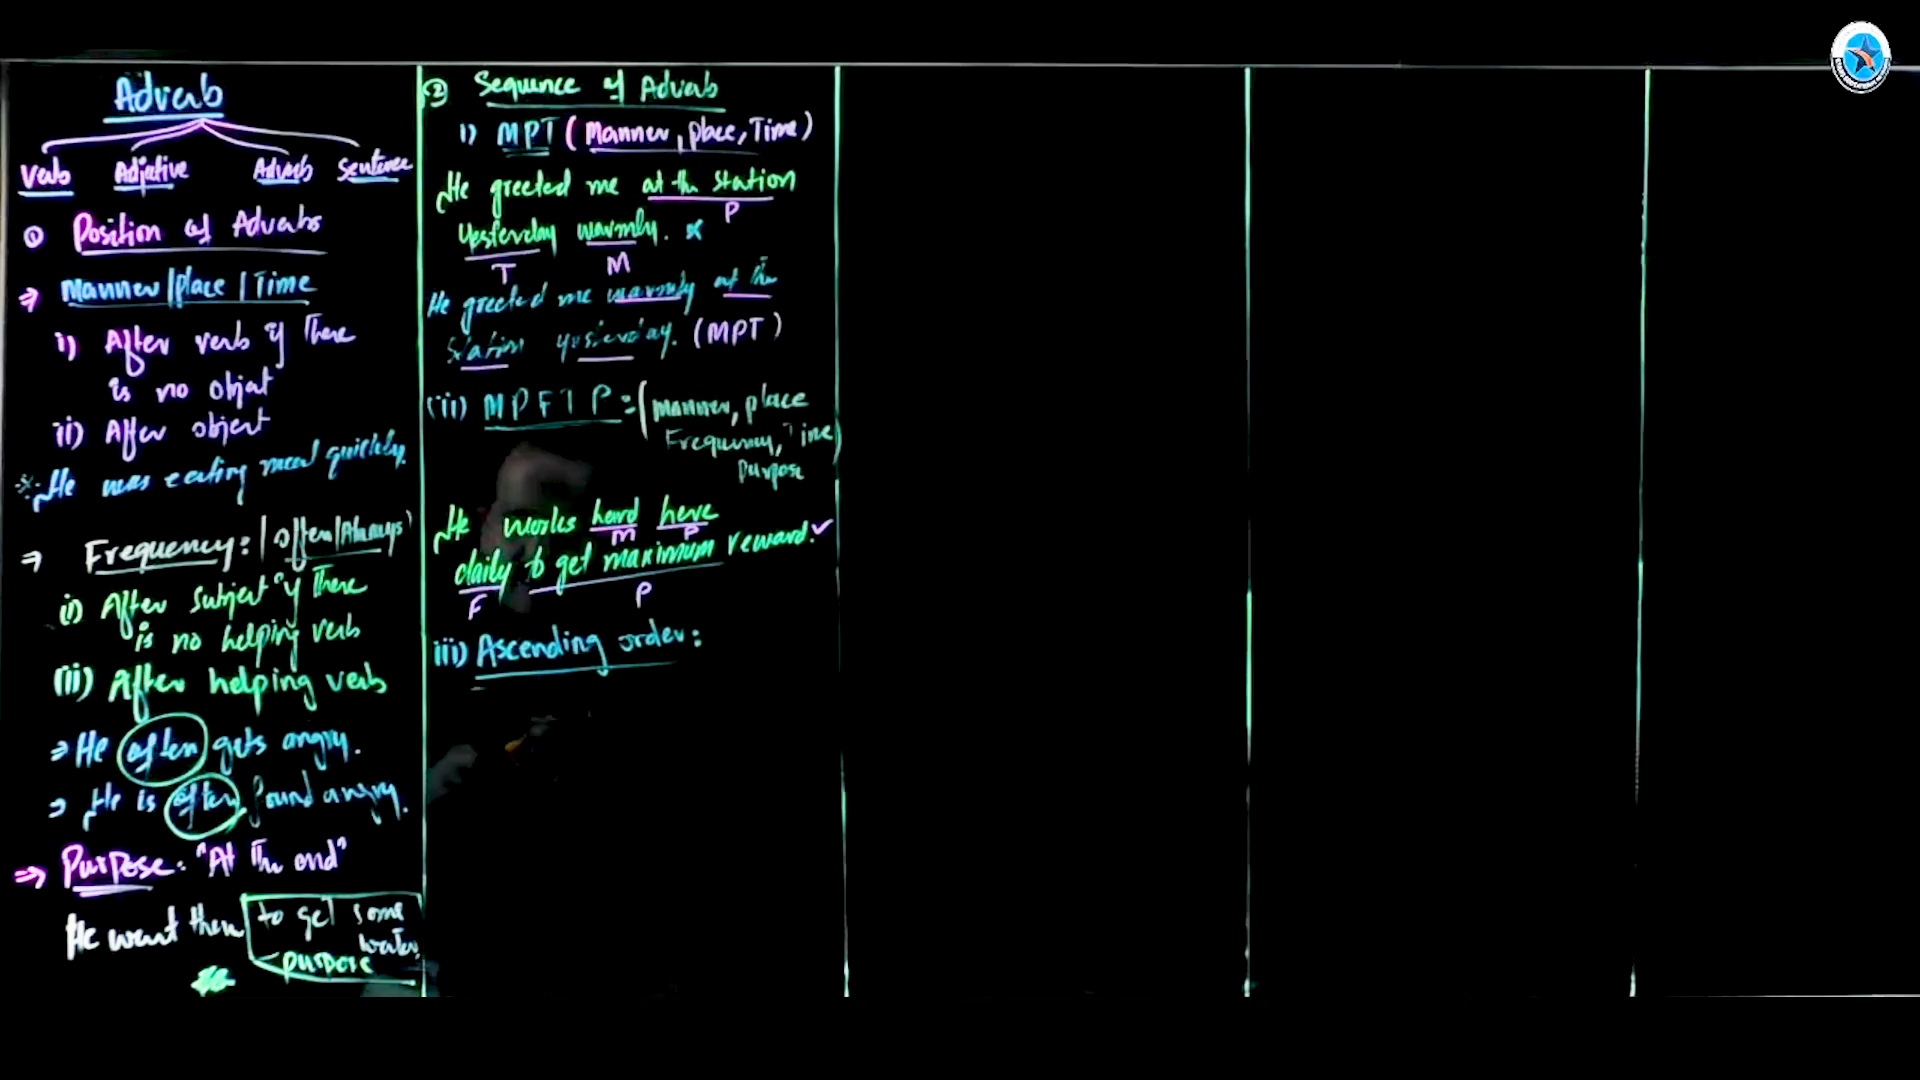 Adverb
Verb Adjective Adverb Sentence
① Position of Adverbs
⇒ Manner/place/Time
i) After verb if There
is no object
ii) After object
He was eating meal quickly.
⇒ Frequency: (often/Always)
(i) After subject if There
is no helping verb
(ii) After helping verb
⇒ He often gets angry.
⇒ He is often found angry.
⇒ Purpose: "At The end"
He went there to get some
water
purpose
② Sequence of Adverb
i) MPT (Manner, place, Time)
He greeted me at the station
P
yesterday warmly. ×
T M
He greeted me warmly at the
station yesterday. (MPT)
(ii) MPFTP = (manner, place
Frequency, Time)
Purpose
He works hard here
M P
daily to get maximum reward. ✓
F P
iii) Ascending order: